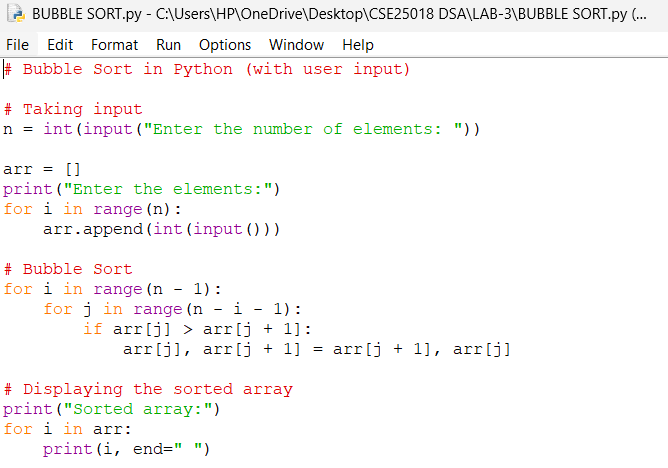 BUBBLE SORT.py - C:\Users\HP\OneDrive\Desktop\CSE25018 DSA\LAB-3\BUBBLE SORT.py (...
File Edit Format Run Options Window Help
# Bubble Sort in Python (with user input)

# Taking input
n = int(input("Enter the number of elements: "))

arr = []
print("Enter the elements:")
for i in range(n):
    arr.append(int(input()))

# Bubble Sort
for i in range(n - 1):
    for j in range(n - i - 1):
        if arr[j] > arr[j + 1]:
            arr[j], arr[j + 1] = arr[j + 1], arr[j]

# Displaying the sorted array
print("Sorted array:")
for i in arr:
    print(i, end=" ")